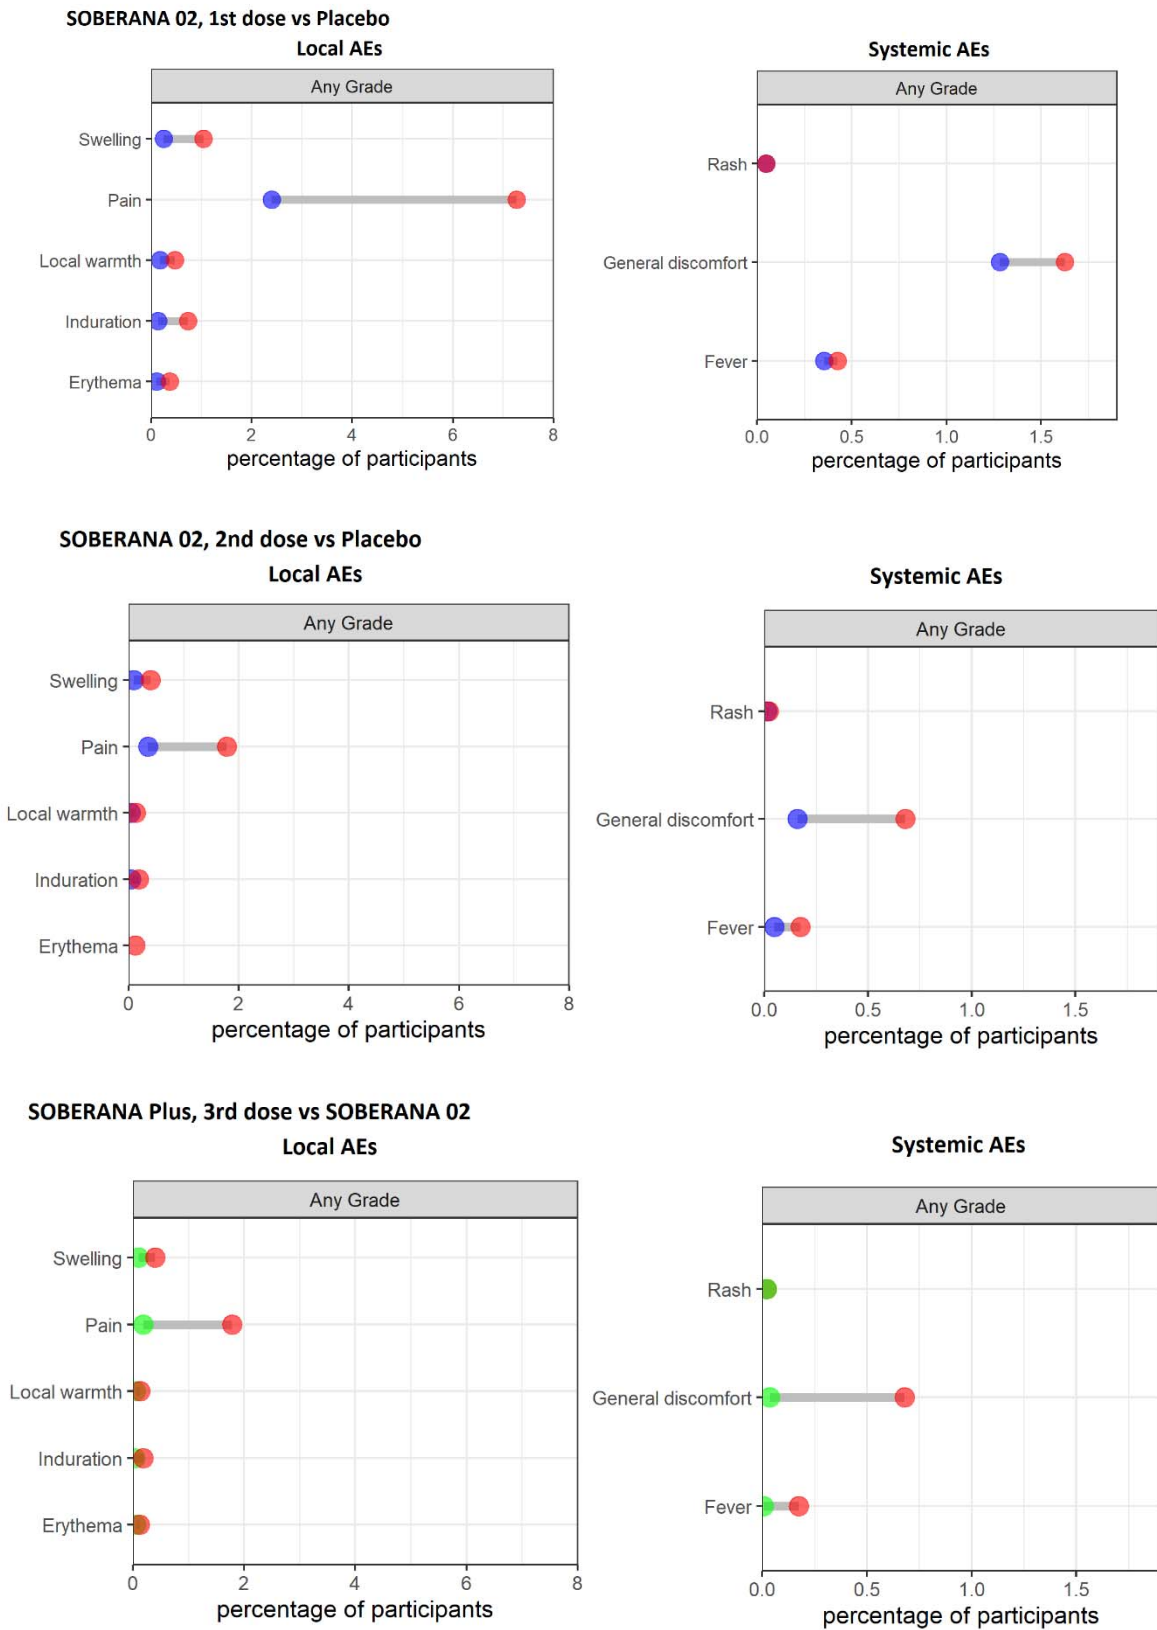 SOBERANA 02, 1st dose vs Placebo
Local AEs
Any Grade
Swelling
Pain
Local warmth
Induration
Erythema
0 2 4 6 8
percentage of participants
Systemic AEs
Any Grade
Rash
General discomfort
Fever
0.0 0.5 1.0 1.5
percentage of participants
SOBERANA 02, 2nd dose vs Placebo
Local AEs
Any Grade
Swelling
Pain
Local warmth
Induration
Erythema
0 2 4 6 8
percentage of participants
Systemic AEs
Any Grade
Rash
General discomfort
Fever
0.0 0.5 1.0 1.5
percentage of participants
SOBERANA Plus, 3rd dose vs SOBERANA 02
Local AEs
Any Grade
Swelling
Pain
Local warmth
Induration
Erythema
0 2 4 6 8
percentage of participants
Systemic AEs
Any Grade
Rash
General discomfort
Fever
0.0 0.5 1.0 1.5
percentage of participants